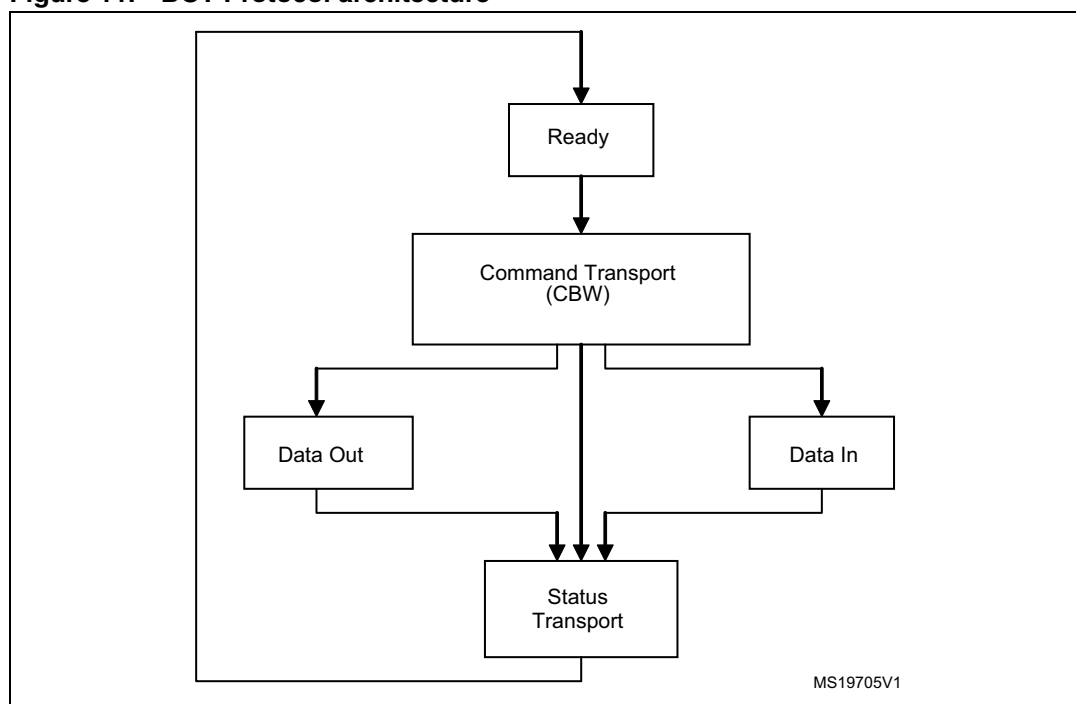 Ready
Command Transport
(CBW)
Data Out
Data In
Status
Transport
MS19705V1